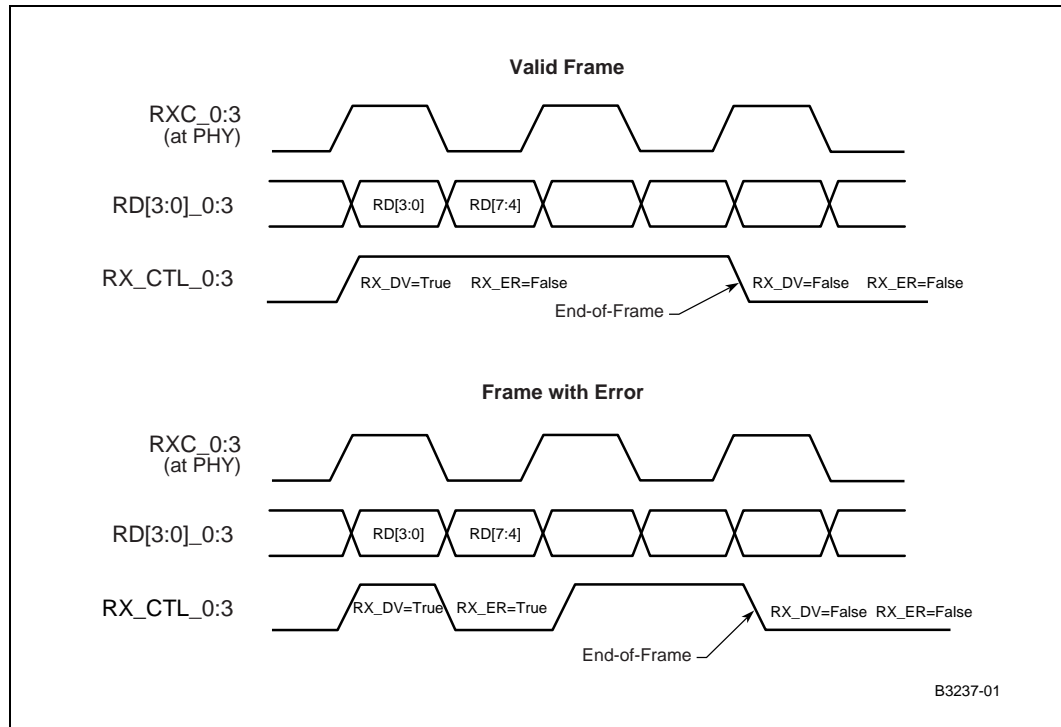 Valid Frame
RXC_0:3
(at PHY)
RD[3:0]_0:3
RD[3:0] RD[7:4]
RX_CTL_0:3
RX_DV=True RX_ER=False RX_DV=False RX_ER=False
End-of-Frame
Frame with Error
RXC_0:3
(at PHY)
RD[3:0]_0:3
RD[3:0] RD[7:4]
RX_CTL_0:3
RX_DV=True RX_ER=True RX_DV=False RX_ER=False
End-of-Frame
B3237-01